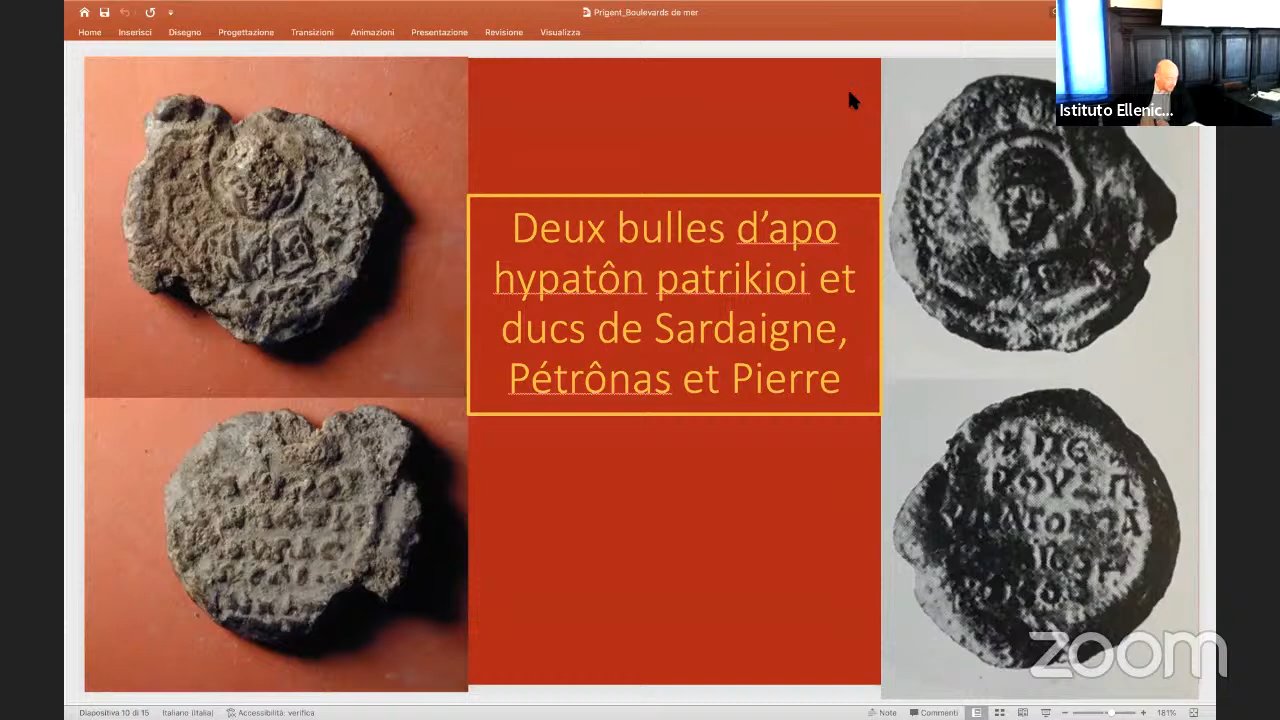 Prigent_Boulevards de mer
Home Inserisci Disegno Progettazione Transizioni Animazioni Presentazione Revisione Visualizza
Istituto Ellenic...
Deux bulles d’apo
hypatôn patrikioi et
ducs de Sardaigne,
Pétrônas et Pierre
zoom
Diapositiva 10 di 15 Italiano (Italia) Accessibilità: verifica Note Commenti 181%